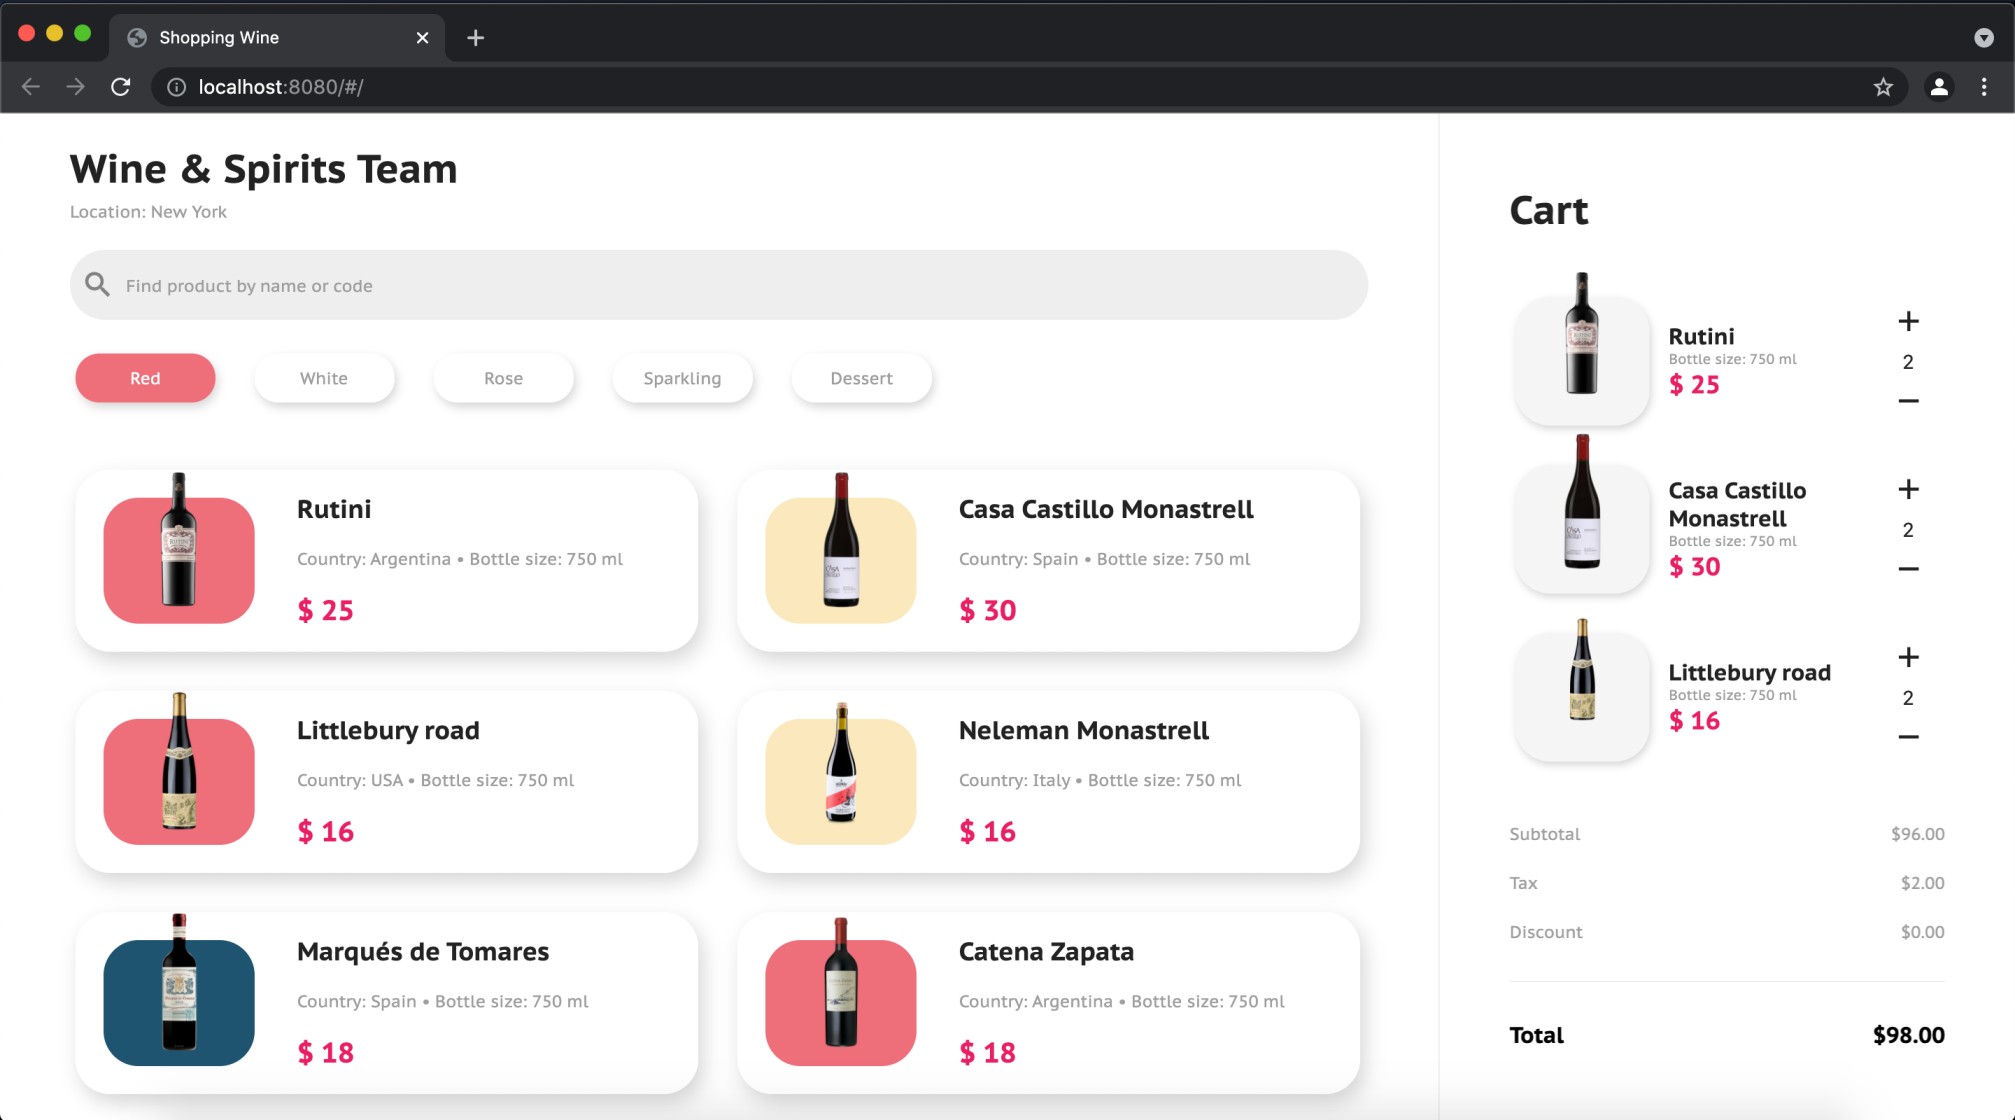 Shopping Wine
localhost:8080/#/
Wine & Spirits Team
Location: New York
Find product by name or code
Red
White
Rose
Sparkling
Dessert
Rutini
Country: Argentina • Bottle size: 750 ml
$ 25
Casa Castillo Monastrell
Country: Spain • Bottle size: 750 ml
$ 30
Littlebury road
Country: USA • Bottle size: 750 ml
$ 16
Neleman Monastrell
Country: Italy • Bottle size: 750 ml
$ 16
Marqués de Tomares
Country: Spain • Bottle size: 750 ml
$ 18
Catena Zapata
Country: Argentina • Bottle size: 750 ml
$ 18
Cart
Rutini
Bottle size: 750 ml
$ 25
+
2
−
Casa Castillo
Monastrell
Bottle size: 750 ml
$ 30
+
2
−
Littlebury road
Bottle size: 750 ml
$ 16
+
2
−
Subtotal $96.00
Tax $2.00
Discount $0.00
Total $98.00